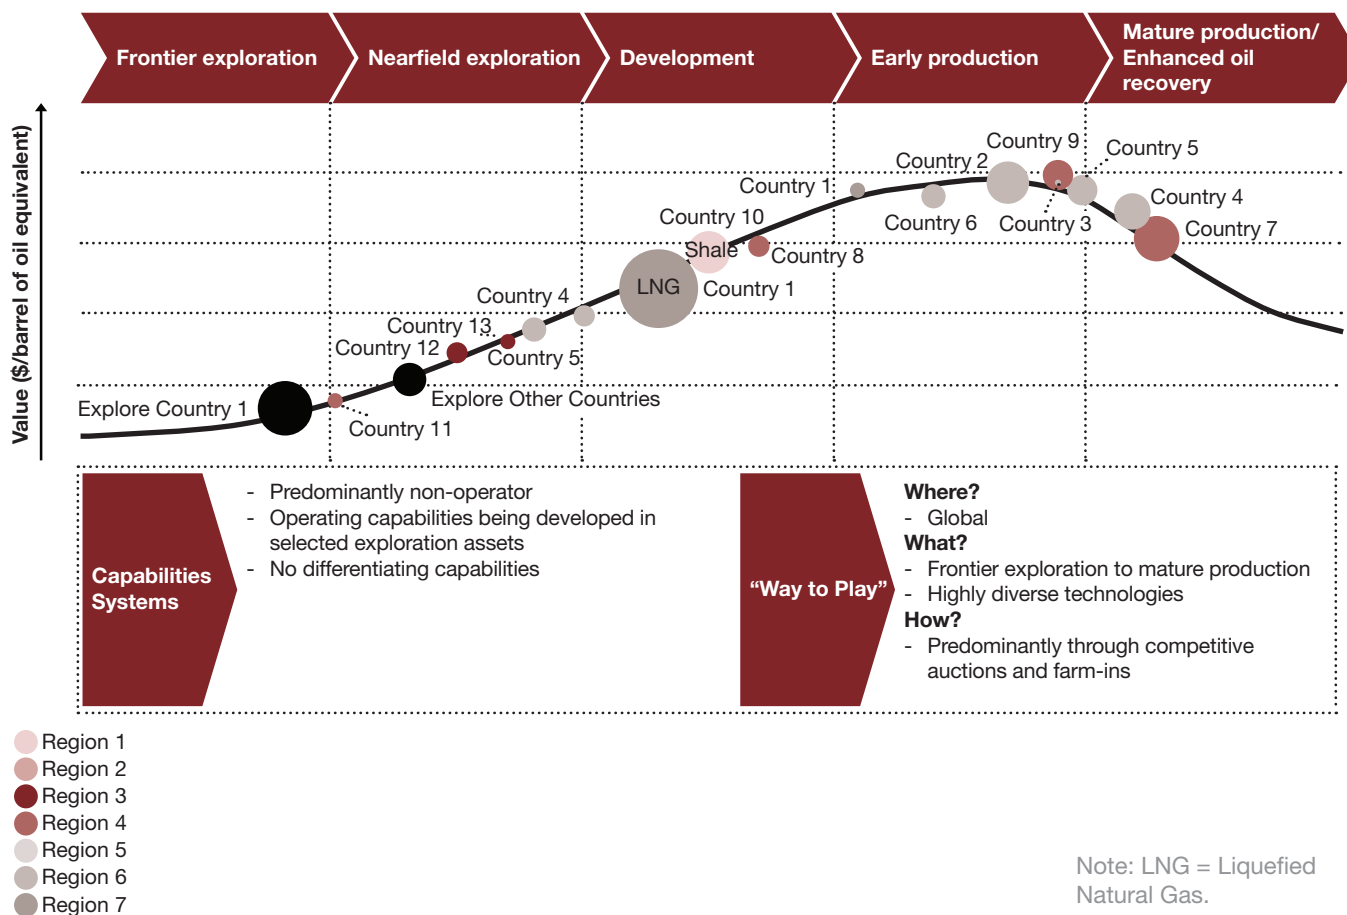 Frontier exploration
Nearfield exploration
Development
Early production
Mature production/
Enhanced oil
recovery
Value ($/barrel of oil equivalent)
Country 9
Country 2
Country 5
Country 1
Country 4
Country 10
Country 6
Country 3
Country 7
Shale
Country 8
LNG
Country 1
Country 4
Country 13
Country 12
Country 5
Explore Other Countries
Explore Country 1
Country 11
Capabilities
Systems
- Predominantly non-operator
- Operating capabilities being developed in
selected exploration assets
- No differentiating capabilities
“Way to Play”
Where?
- Global
What?
- Frontier exploration to mature production
- Highly diverse technologies
How?
- Predominantly through competitive
auctions and farm-ins
Region 1
Region 2
Region 3
Region 4
Region 5
Region 6
Region 7
Note: LNG = Liquefied
Natural Gas.